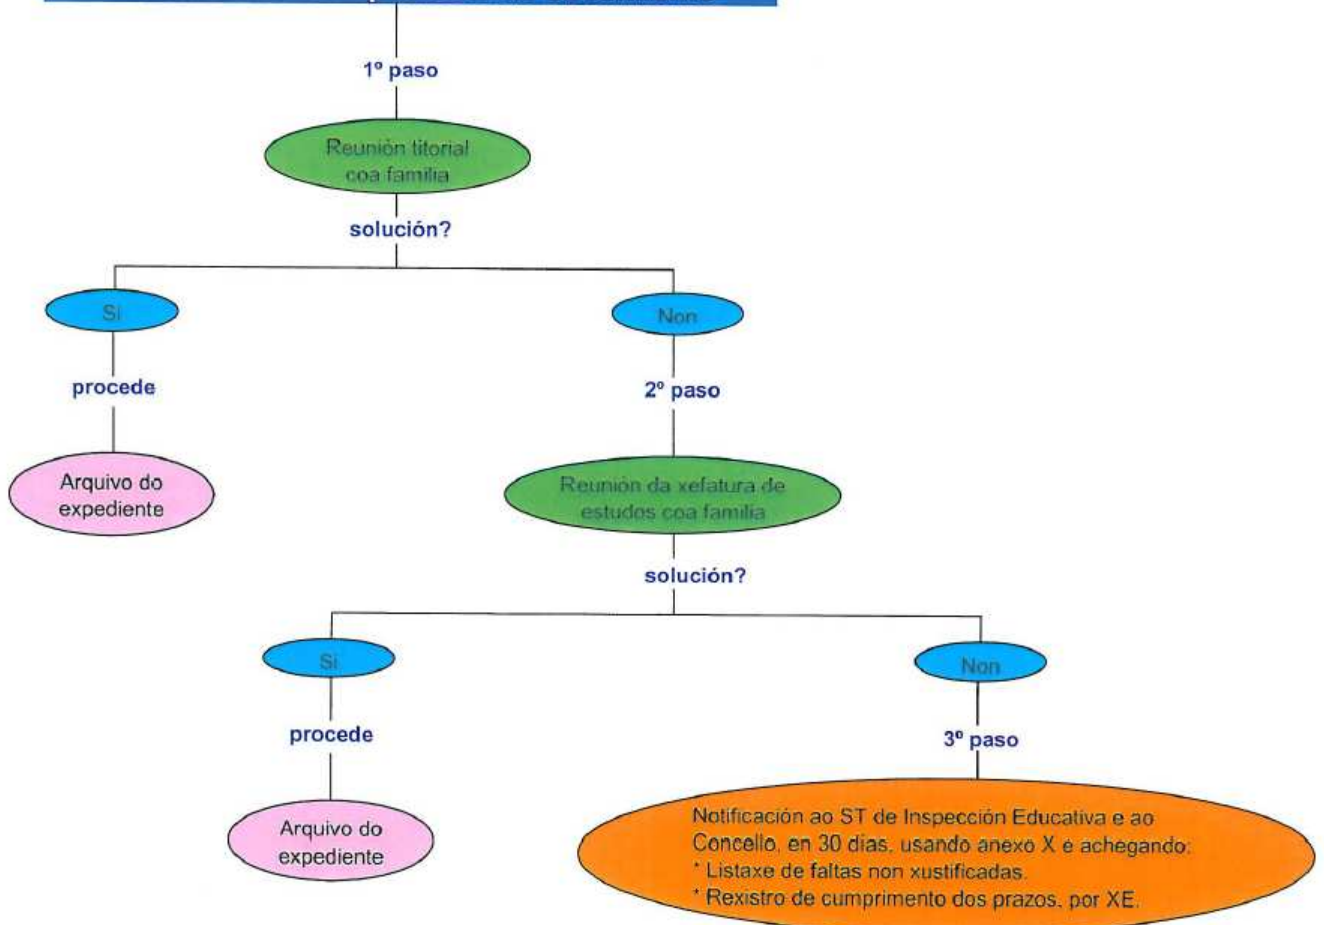 1º paso
Reunión titorial
coa familia
solución?
Si
Non
procede
2º paso
Arquivo do
expediente
Reunión da xefatura de
estudos coa familia
solución?
Si
Non
procede
3º paso
Arquivo do
expediente
Notificación ao ST de Inspección Educativa e ao
Concello, en 30 días, usando anexo X e achegando:
* Listaxe de faltas non xustificadas.
* Rexistro de cumprimento dos prazos, por XE.